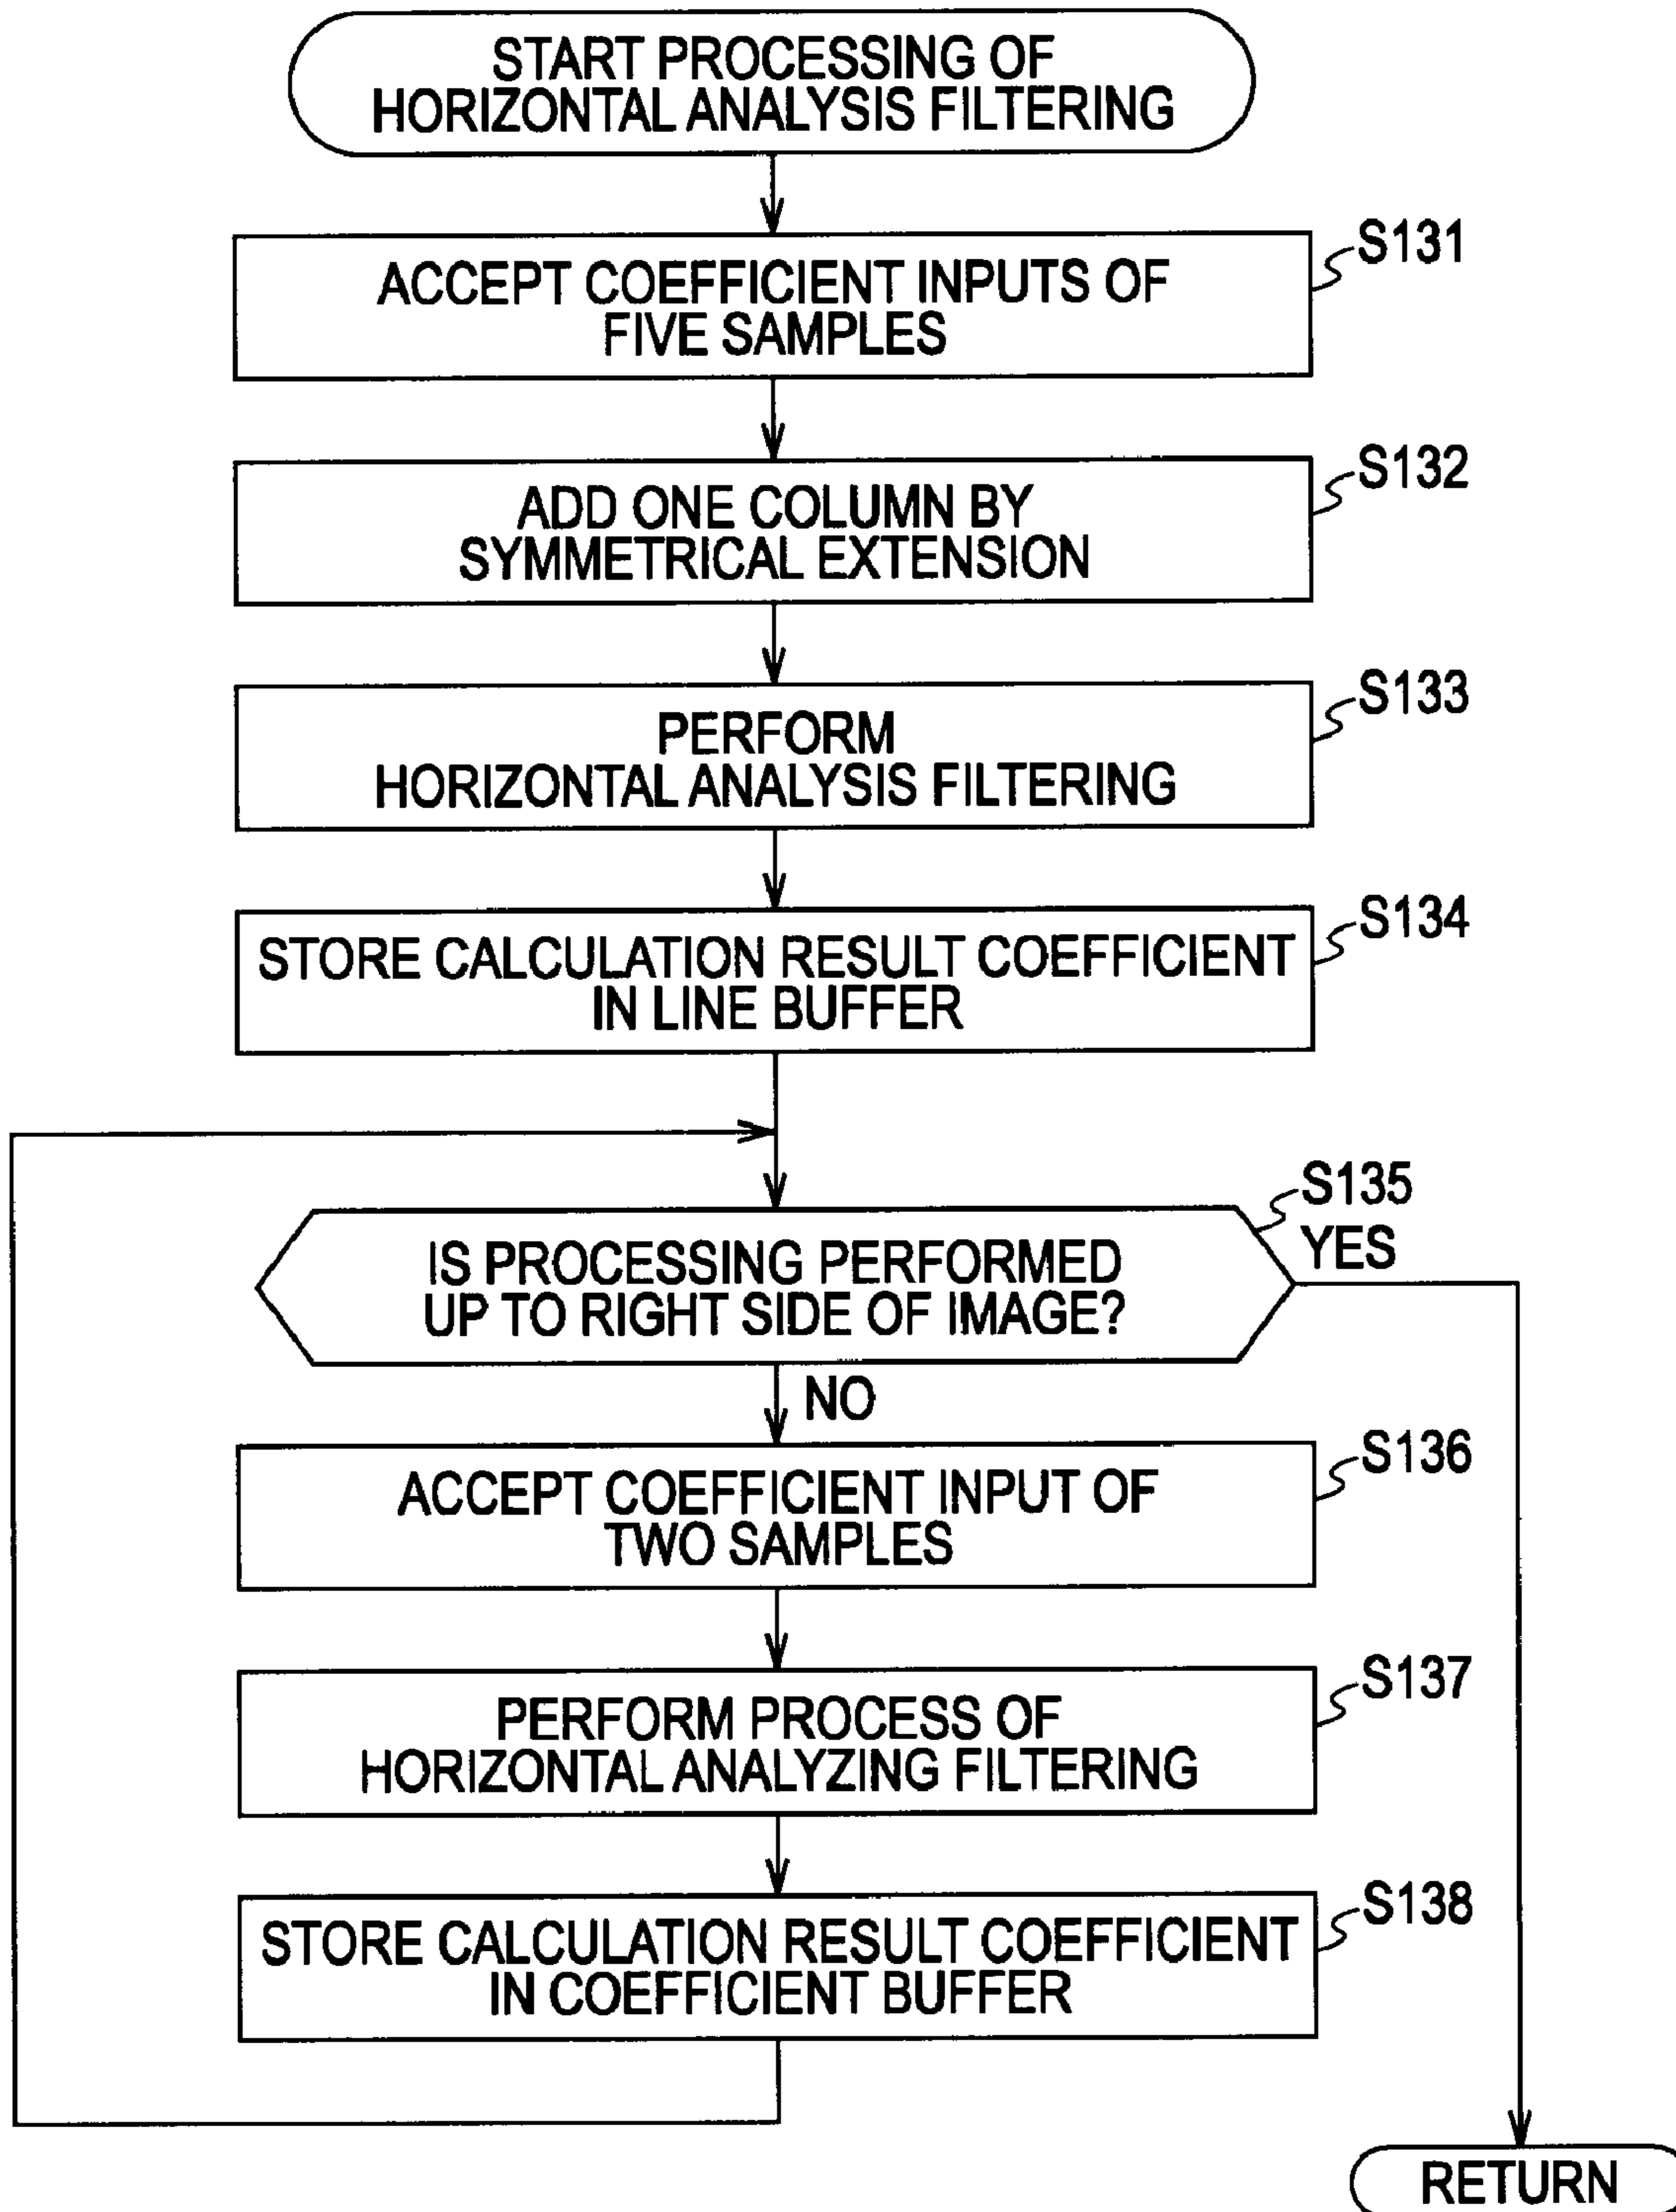 START PROCESSING OF
HORIZONTAL ANALYSIS FILTERING
S131
ACCEPT COEFFICIENT INPUTS OF
FIVE SAMPLES
S132
ADD ONE COLUMN BY
SYMMETRICAL EXTENSION
S133
PERFORM
HORIZONTAL ANALYSIS FILTERING
S134
STORE CALCULATION RESULT COEFFICIENT
IN LINE BUFFER
S135
YES
IS PROCESSING PERFORMED
UP TO RIGHT SIDE OF IMAGE?
NO
S136
ACCEPT COEFFICIENT INPUT OF
TWO SAMPLES
S137
PERFORM PROCESS OF
HORIZONTAL ANALYZING FILTERING
S138
STORE CALCULATION RESULT COEFFICIENT
IN COEFFICIENT BUFFER
RETURN